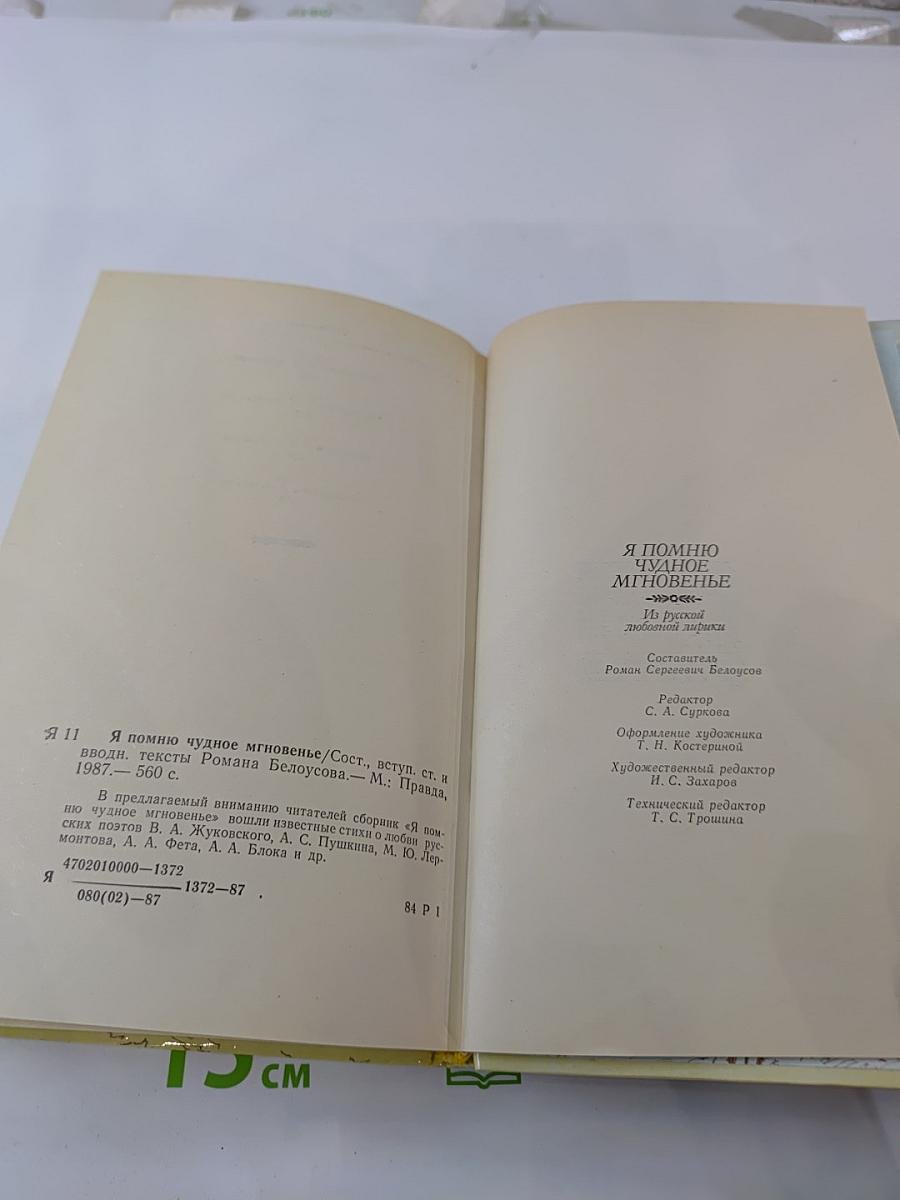 Я 11 Я помню чудное мгновенье/Сост., вступ. ст. и
вводн. тексты Романа Белоусова.— М.: Правда,
1987.— 560 с.
В предлагаемый вниманию читателей сборник «Я пом-
ню чудное мгновенье» вошли известные стихи о любви рус-
ских поэтов В. А. Жуковского, А. С. Пушкина, М. Ю. Лер-
монтова, А. А. Фета, А. А. Блока и др.
4702010000—1372
Я 1372—87
080(02)—87
84 Р 1
Я ПОМНЮ
ЧУДНОЕ
МГНОВЕНЬЕ
Из русской
любовной лирики
Составитель
Роман Сергеевич Белоусов
Редактор
С. А. Суркова
Оформление художника
Т. Н. Костериной
Художественный редактор
И. С. Захаров
Технический редактор
Т. С. Трошина
15 см